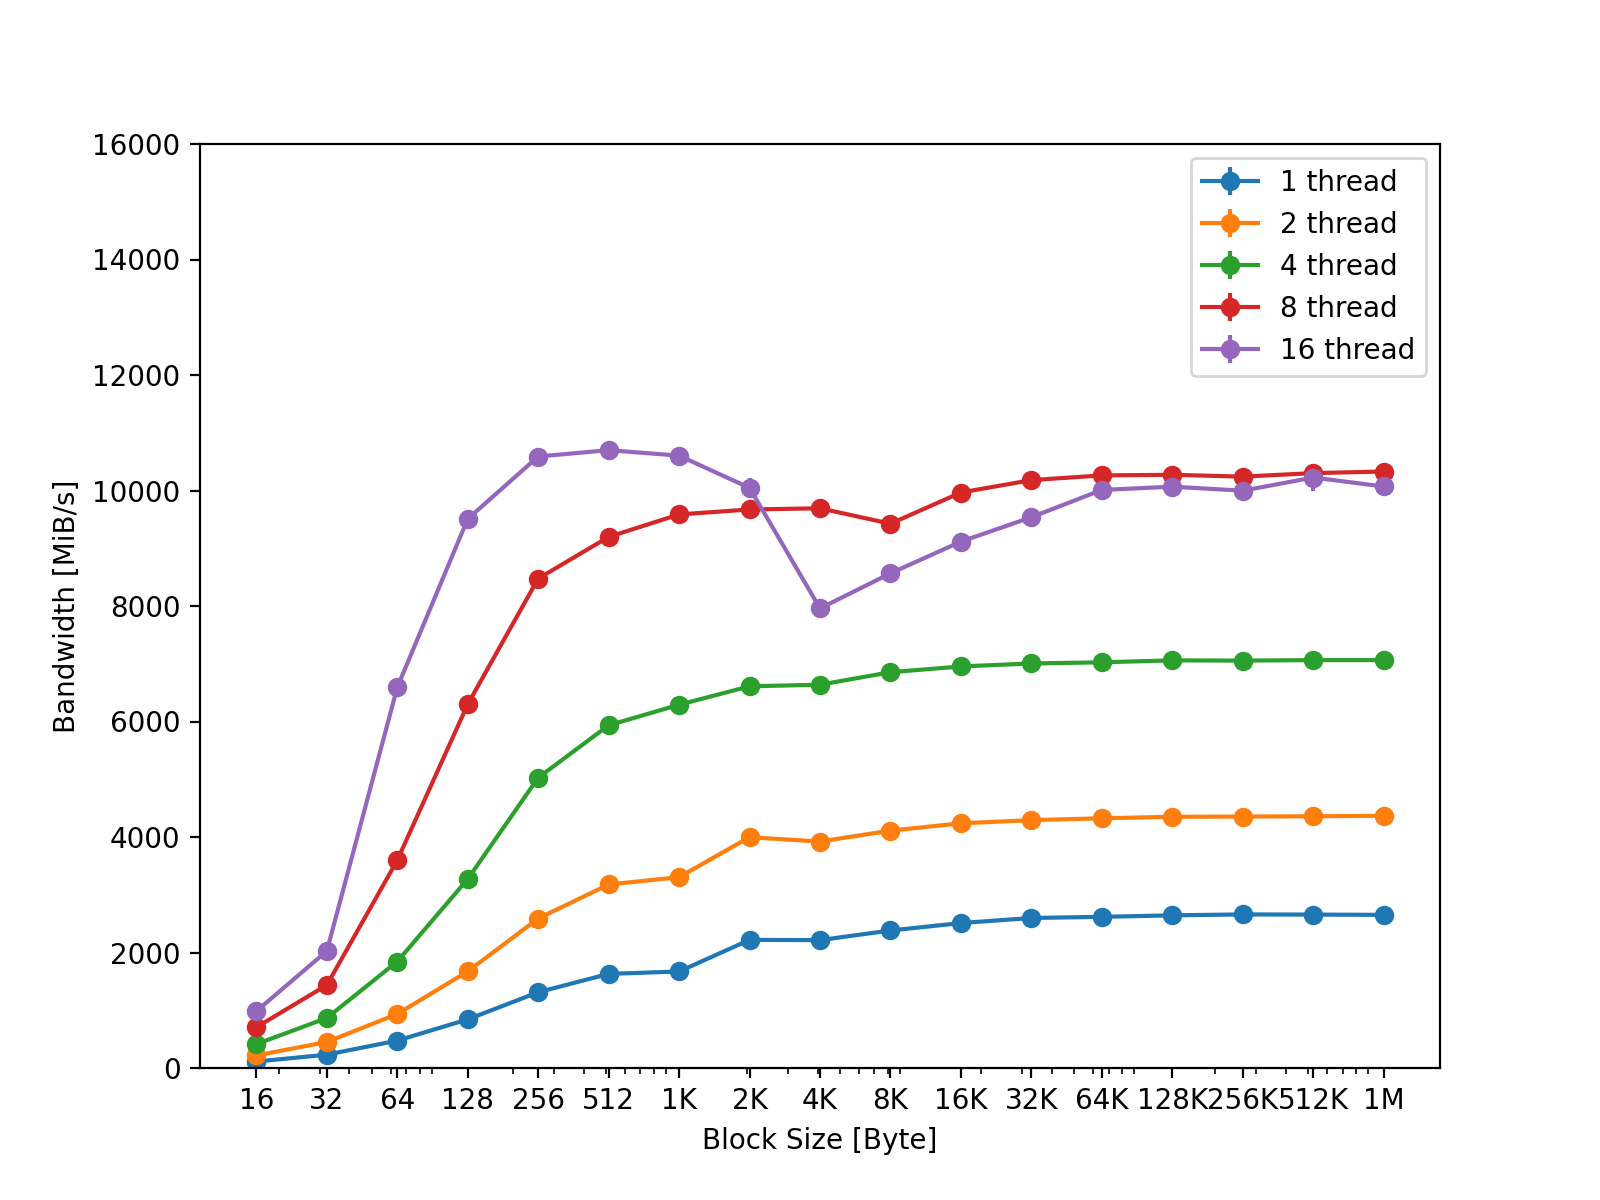 16000
14000
12000
10000
8000
6000
4000
2000
0
Bandwidth [MiB/s]
1 thread
2 thread
4 thread
8 thread
16 thread
16 32 64 128 256 512 1K 2K 4K 8K 16K 32K 64K 128K 256K 512K 1M
Block Size [Byte]